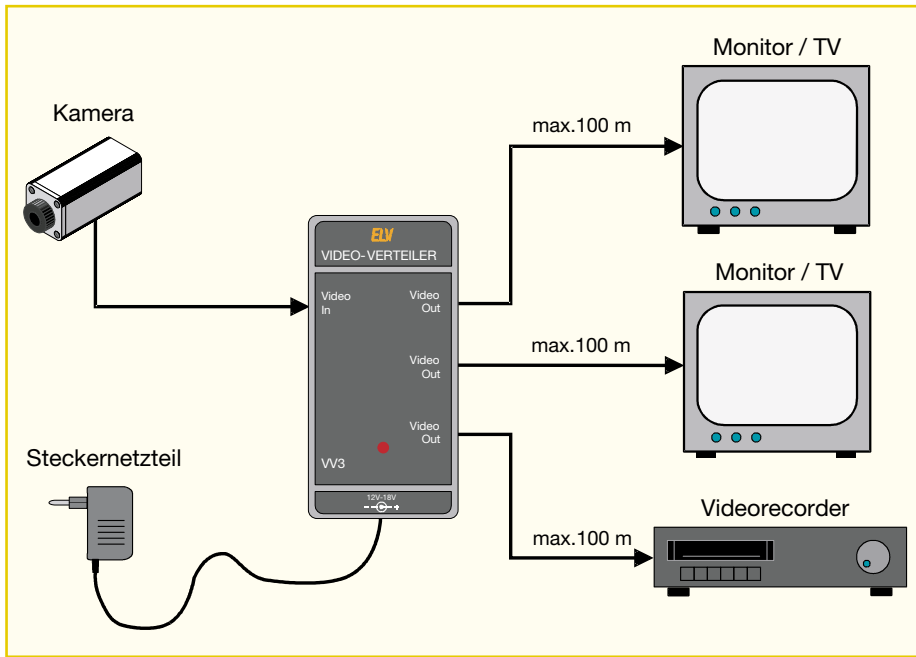 Monitor / TV
Kamera
max.100 m
ELV
VIDEO-VERTEILER
Video
In
Video
Out
Monitor / TV
max.100 m
Video
Out
Video
Out
Steckernetzteil
VV3
12V-18V
- +
Videorecorder
max.100 m